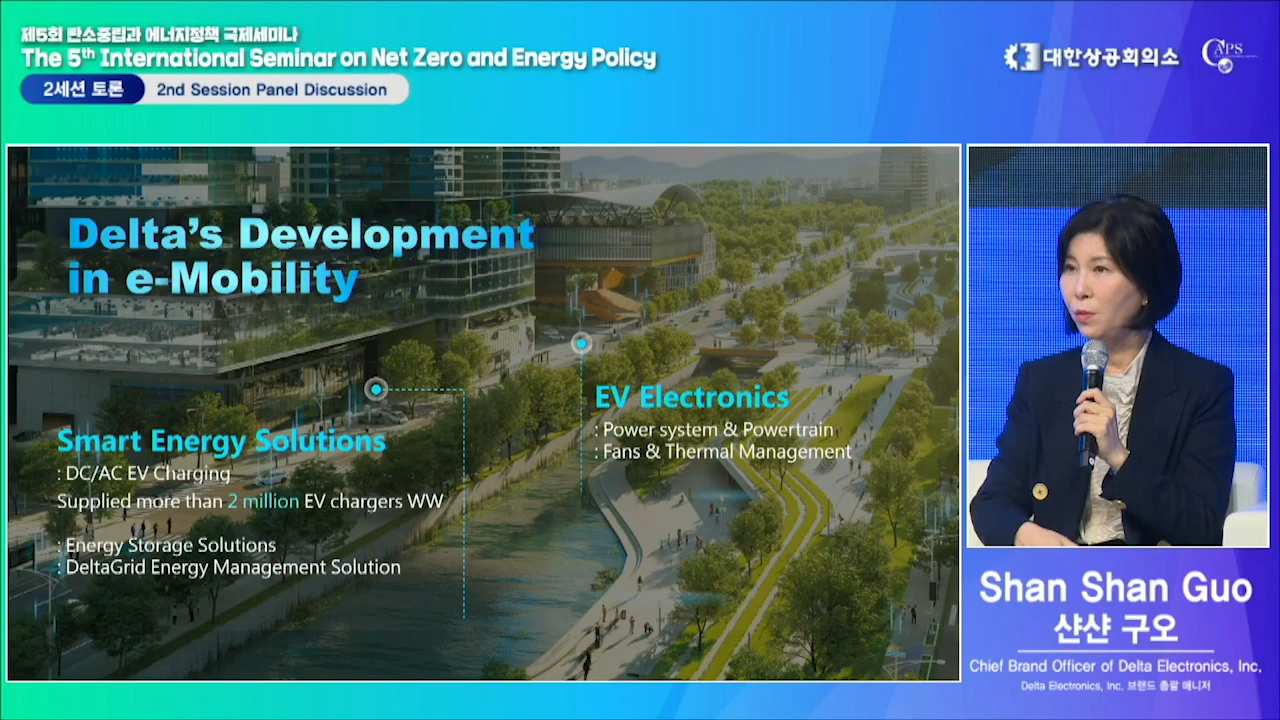 제5회 탄소중립과 에너지정책 국제세미나
The 5th International Seminar on Net Zero and Energy Policy
2세션 토론 2nd Session Panel Discussion
대한상공회의소
CAPS
Delta's Development
in e-Mobility
EV Electronics
: Power system & Powertrain
: Fans & Thermal Management
Smart Energy Solutions
: DC/AC EV Charging
Supplied more than 2 million EV chargers WW
: Energy Storage Solutions
: DeltaGrid Energy Management Solution
Shan Shan Guo
샨샨 구오
Chief Brand Officer of Delta Electronics, Inc.
Delta Electronics, Inc. 브랜드 총괄 매니저